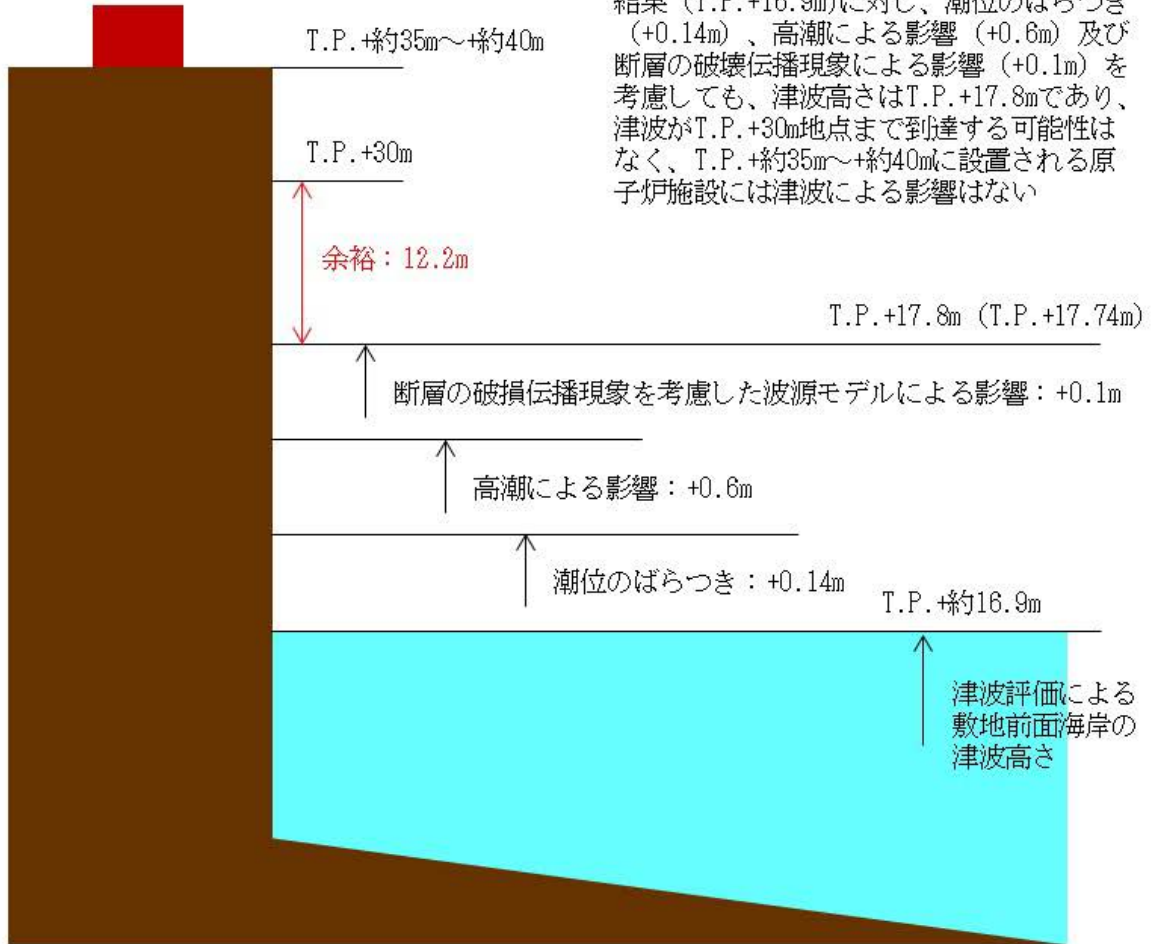 結果（T.P.+16.9m)に対し、潮位のばらつき
（+0.14m）、高潮による影響（+0.6m）及び
断層の破壊伝播現象による影響（+0.1m）を
考慮しても、津波高さはT.P.+17.8mであり、
津波がT.P.+30m地点まで到達する可能性は
なく、T.P.+約35m～+約40mに設置される原
子炉施設には津波による影響はない
T.P.+約35m～+約40m
T.P.+30m
余裕：12.2m
T.P.+17.8m（T.P.+17.74m）
断層の破損伝播現象を考慮した波源モデルによる影響：+0.1m
高潮による影響：+0.6m
潮位のばらつき：+0.14m
T.P.+約16.9m
津波評価による
敷地前面海岸の
津波高さ